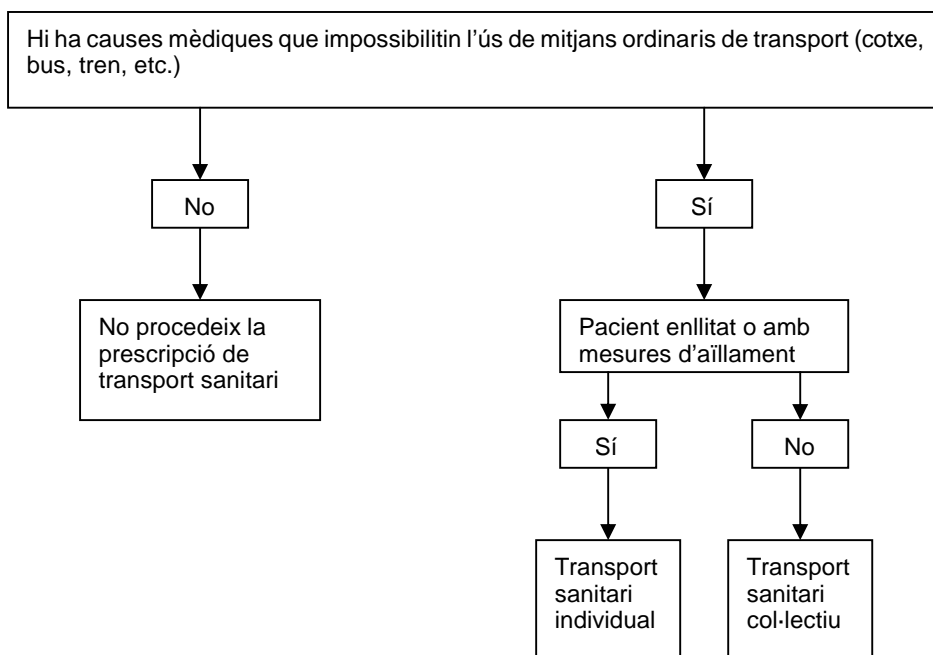 Hi ha causes mèdiques que impossibilitin l’ús de mitjans ordinaris de transport (cotxe,
bus, tren, etc.)
No
Sí
No procedeix la
prescripció de
transport sanitari
Pacient enllitat o amb
mesures d’aïllament
Sí
No
Transport
sanitari
individual
Transport
sanitari
col·lectiu